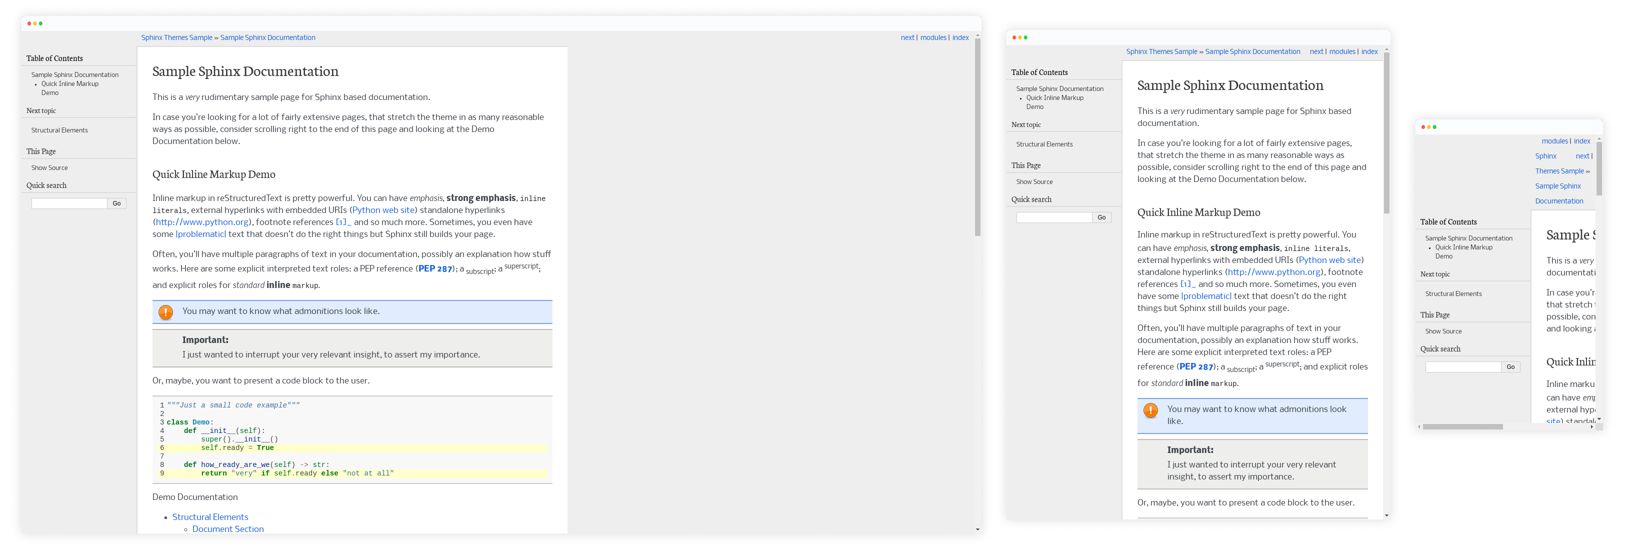 Sphinx Themes Sample » Sample Sphinx Documentation
next | modules | index
Table of Contents
Sample Sphinx Documentation
Quick Inline Markup
Demo
Next topic
Structural Elements
This Page
Show Source
Quick search
Go
Sample Sphinx Documentation
This is a very rudimentary sample page for Sphinx based documentation.
In case you're looking for a lot of fairly extensive pages, that stretch the theme in as many reasonable
ways as possible, consider scrolling right to the end of this page and looking at the Demo
Documentation below.
Quick Inline Markup Demo
Inline markup in reStructuredText is pretty powerful. You can have emphasis, strong emphasis, inline
literals, external hyperlinks with embedded URIs (Python web site) standalone hyperlinks
(http://www.python.org), footnote references [1]_ and so much more. Sometimes, you even have
some |problematic| text that doesn't do the right things but Sphinx still builds your page.
Often, you'll have multiple paragraphs of text in your documentation, possibly an explanation how stuff
works. Here are some explicit interpreted text roles: a PEP reference (PEP 287); a subscript; a superscript;
and explicit roles for standard inline markup.
You may want to know what admonitions look like.
Important:
I just wanted to interrupt your very relevant insight, to assert my importance.
Or, maybe, you want to present a code block to the user.
1 """Just a small code example"""
2
3 class Demo:
4 def __init__(self):
5 super().__init__()
6 self.ready = True
7
8 def how_ready_are_we(self) -> str:
9 return "very" if self.ready else "not at all"
Demo Documentation
Structural Elements
Document Section
Sphinx Themes Sample » Sample Sphinx Documentation
next | modules | index
Table of Contents
Sample Sphinx Documentation
Quick Inline Markup
Demo
Next topic
Structural Elements
This Page
Show Source
Quick search
Go
Sample Sphinx Documentation
This is a very rudimentary sample page for Sphinx based
documentation.
In case you're looking for a lot of fairly extensive pages,
that stretch the theme in as many reasonable ways as
possible, consider scrolling right to the end of this page and
looking at the Demo Documentation below.
Quick Inline Markup Demo
Inline markup in reStructuredText is pretty powerful. You
can have emphasis, strong emphasis, inline literals,
external hyperlinks with embedded URIs (Python web site)
standalone hyperlinks (http://www.python.org), footnote
references [1]_ and so much more. Sometimes, you even
have some |problematic| text that doesn't do the right
things but Sphinx still builds your page.
Often, you'll have multiple paragraphs of text in your
documentation, possibly an explanation how stuff works.
Here are some explicit interpreted text roles: a PEP
reference (PEP 287); a subscript; a superscript; and explicit roles
for standard inline markup.
You may want to know what admonitions look
like.
Important:
I just wanted to interrupt your very relevant
insight, to assert my importance.
Or, maybe, you want to present a code block to the user.
modules | index
Sphinx next |
Themes Sample »
Sample Sphinx
Documentation
Table of Contents
Sample Sphinx Documentation
Quick Inline Markup
Demo
Next topic
Structural Elements
This Page
Show Source
Quick search
Go
Sample S
This is a very
documentati
In case you'r
that stretch t
possible, con
and looking a
Quick Inlin
Inline marku
can have emp
external hyp
site) standal